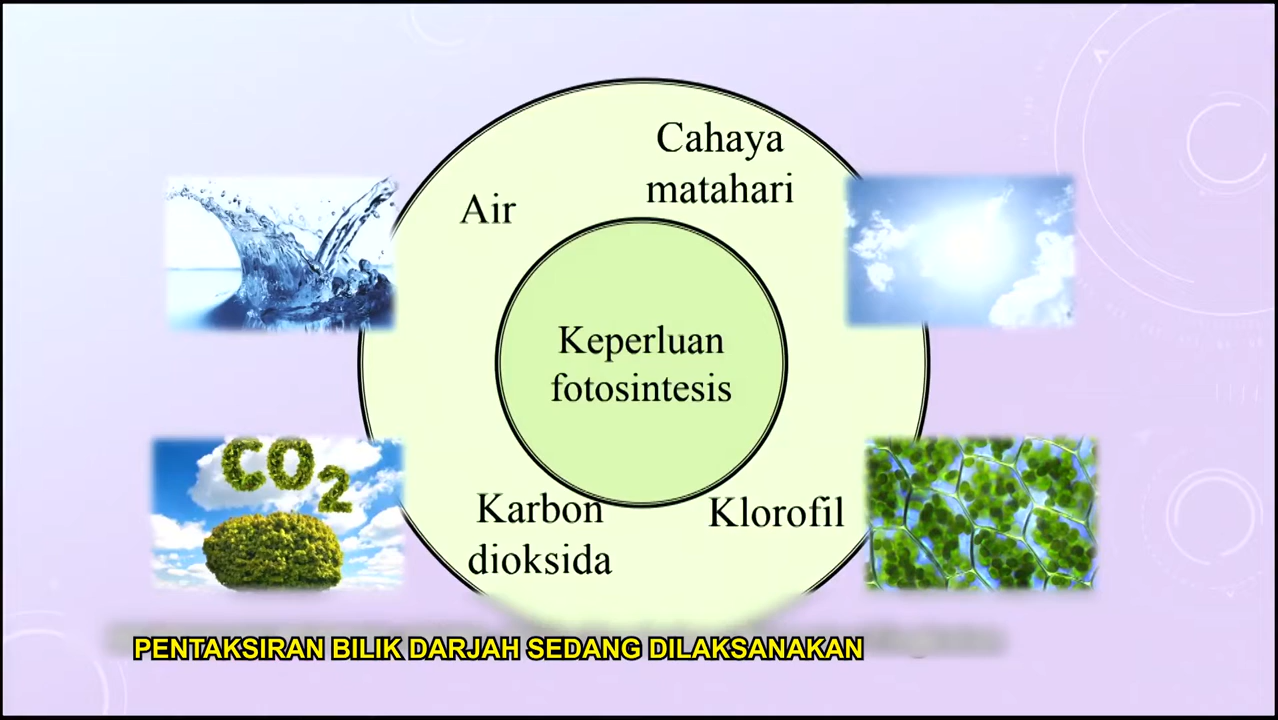 Cahaya
matahari
Air
Keperluan
fotosintesis
CO2
Karbon
dioksida
Klorofil
PENTAKSIRAN BILIK DARJAH SEDANG DILAKSANAKAN